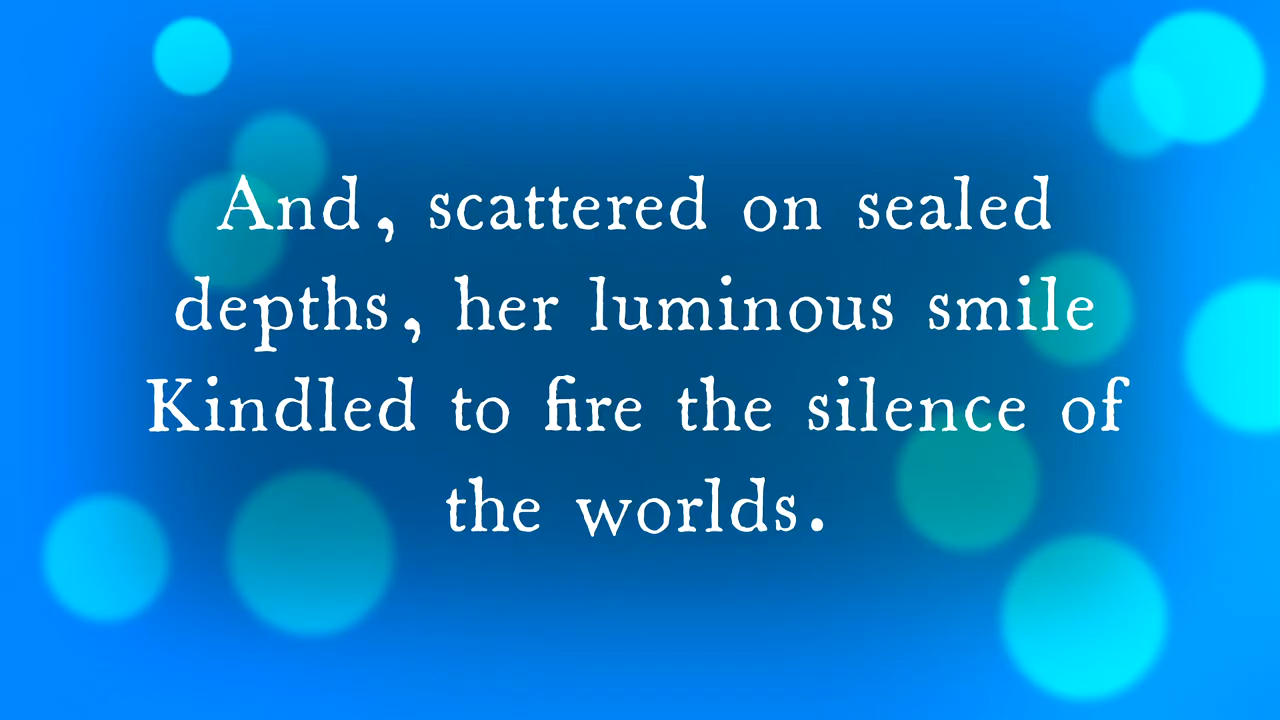 And, scattered on sealed
depths, her luminous smile
Kindled to fire the silence of
the worlds.